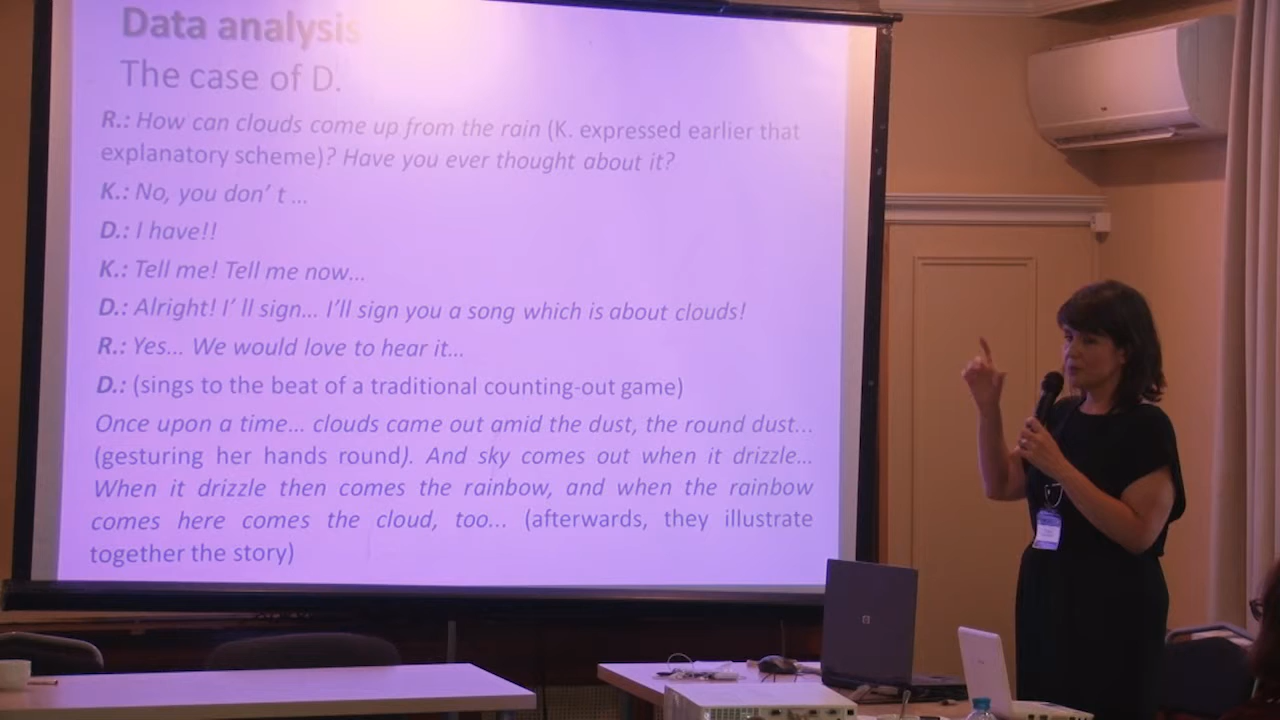 Data analysis
The case of D.
R.: How can clouds come up from the rain (K. expressed earlier that
explanatory scheme)? Have you ever thought about it?
K.: No, you don’ t ...
D.: I have!!
K.: Tell me! Tell me now...
D.: Alright! I’ ll sign... I’ll sign you a song which is about clouds!
R.: Yes... We would love to hear it...
D.: (sings to the beat of a traditional counting-out game)
Once upon a time... clouds came out amid the dust, the round dust...
(gesturing her hands round). And sky comes out when it drizzle...
When it drizzle then comes the rainbow, and when the rainbow
comes here comes the cloud, too... (afterwards, they illustrate
together the story)
hp